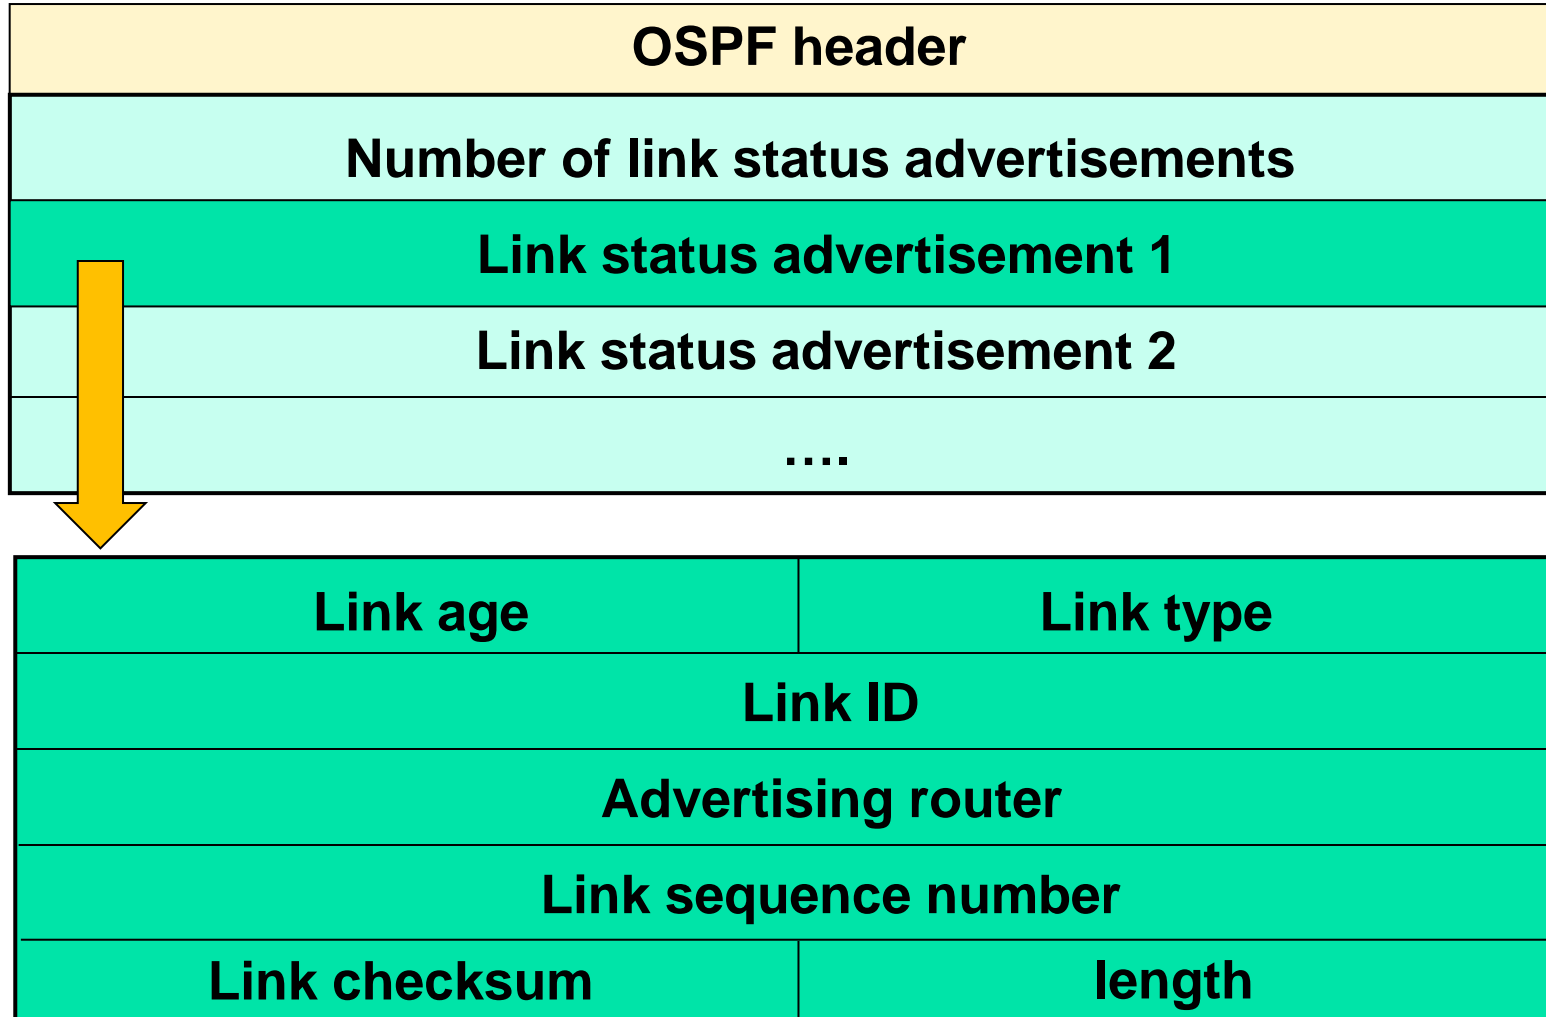 OSPF header
Number of link status advertisements
Link status advertisement 1
Link status advertisement 2
….
Link age
Link type
Link ID
Advertising router
Link sequence number
Link checksum
length